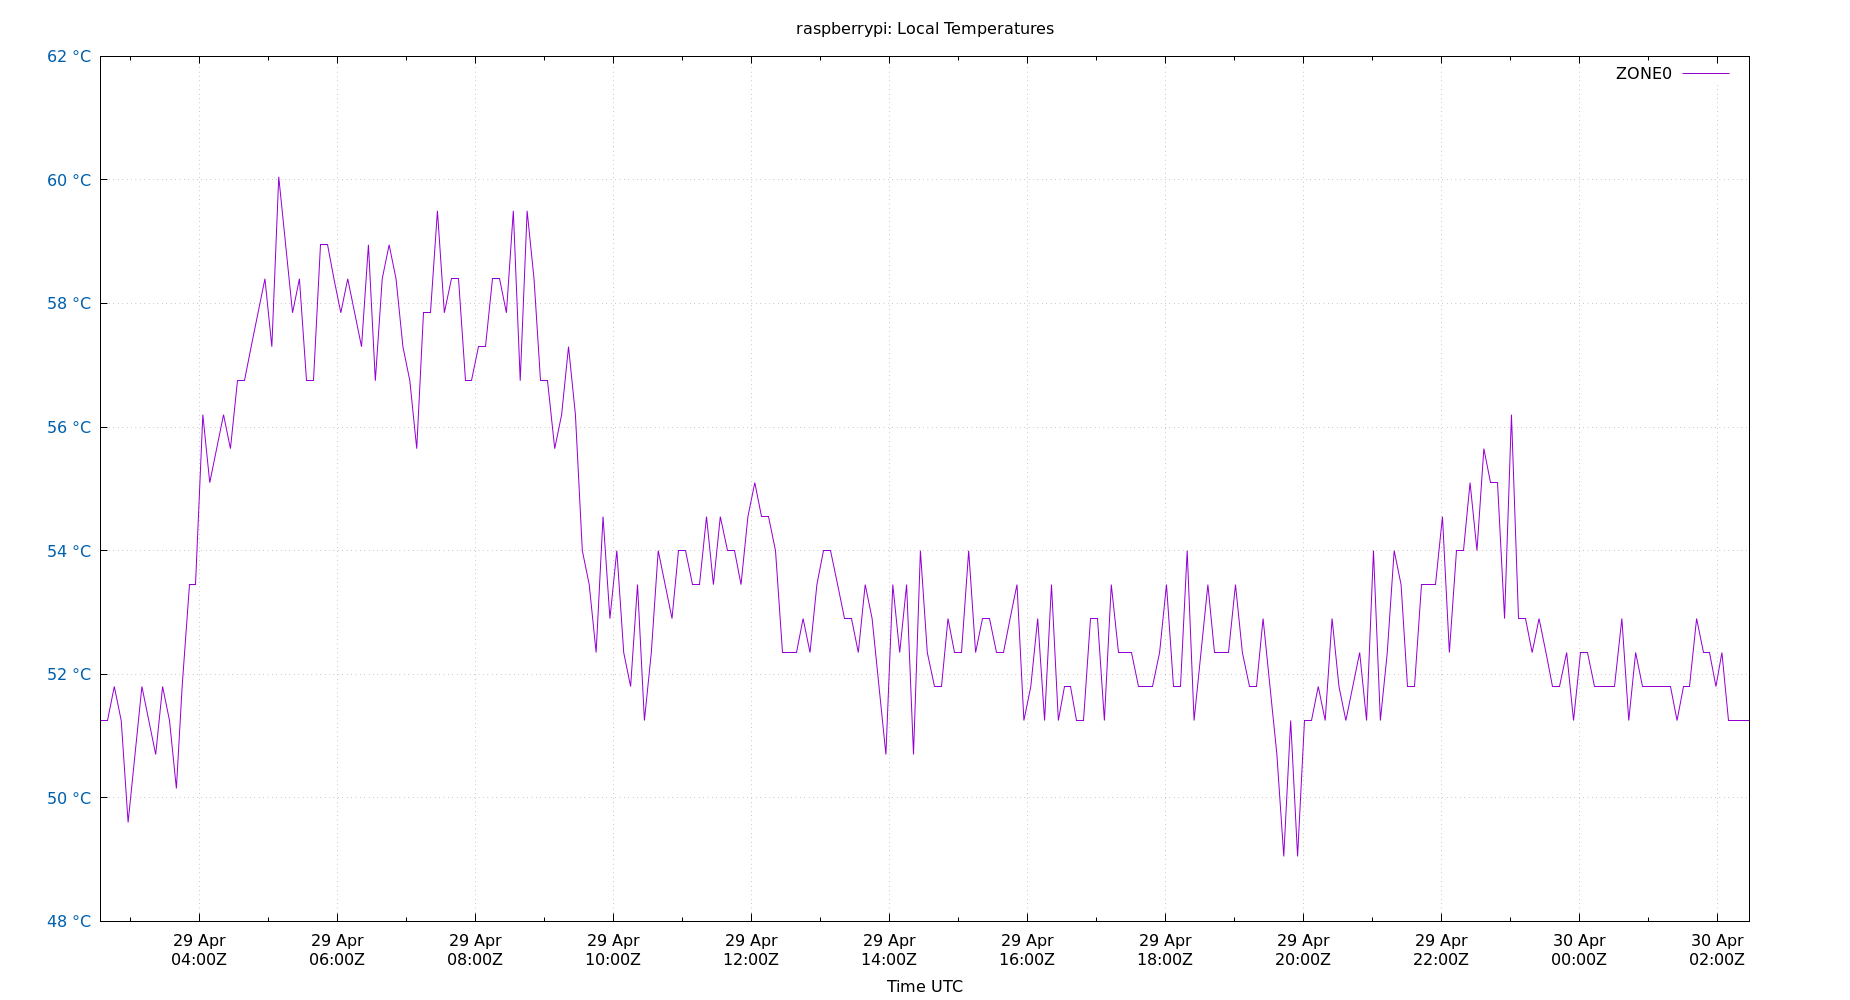 raspberrypi: Local Temperatures
62 °C
60 °C
58 °C
56 °C
54 °C
52 °C
50 °C
48 °C
ZONE0
29 Apr 29 Apr 29 Apr 29 Apr 29 Apr 29 Apr 29 Apr 29 Apr 29 Apr 29 Apr 30 Apr 30 Apr
04:00Z 06:00Z 08:00Z 10:00Z 12:00Z 14:00Z 16:00Z 18:00Z 20:00Z 22:00Z 00:00Z 02:00Z
Time UTC